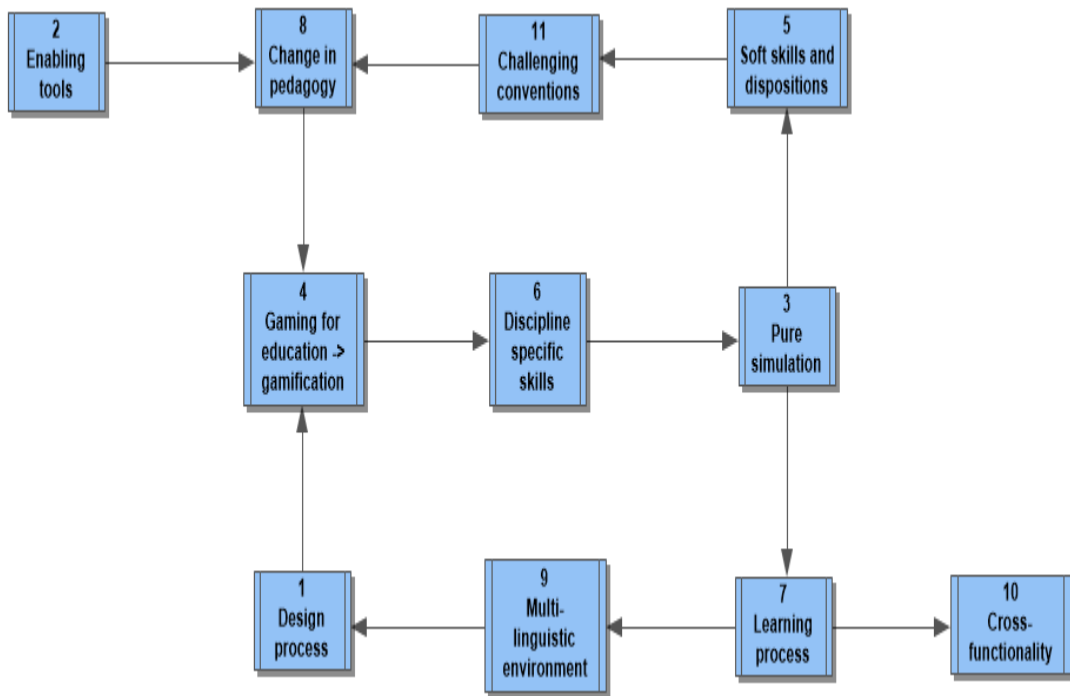 2
Enabling
tools
8
Change in
pedagogy
11
Challenging
conventions
5
Soft skills and
dispositions
4
Gaming for
education ->
gamification
6
Discipline
specific
skills
3
Pure
simulation
1
Design
process
9
Multi-
linguistic
environment
7
Learning
process
10
Cross-
functionality